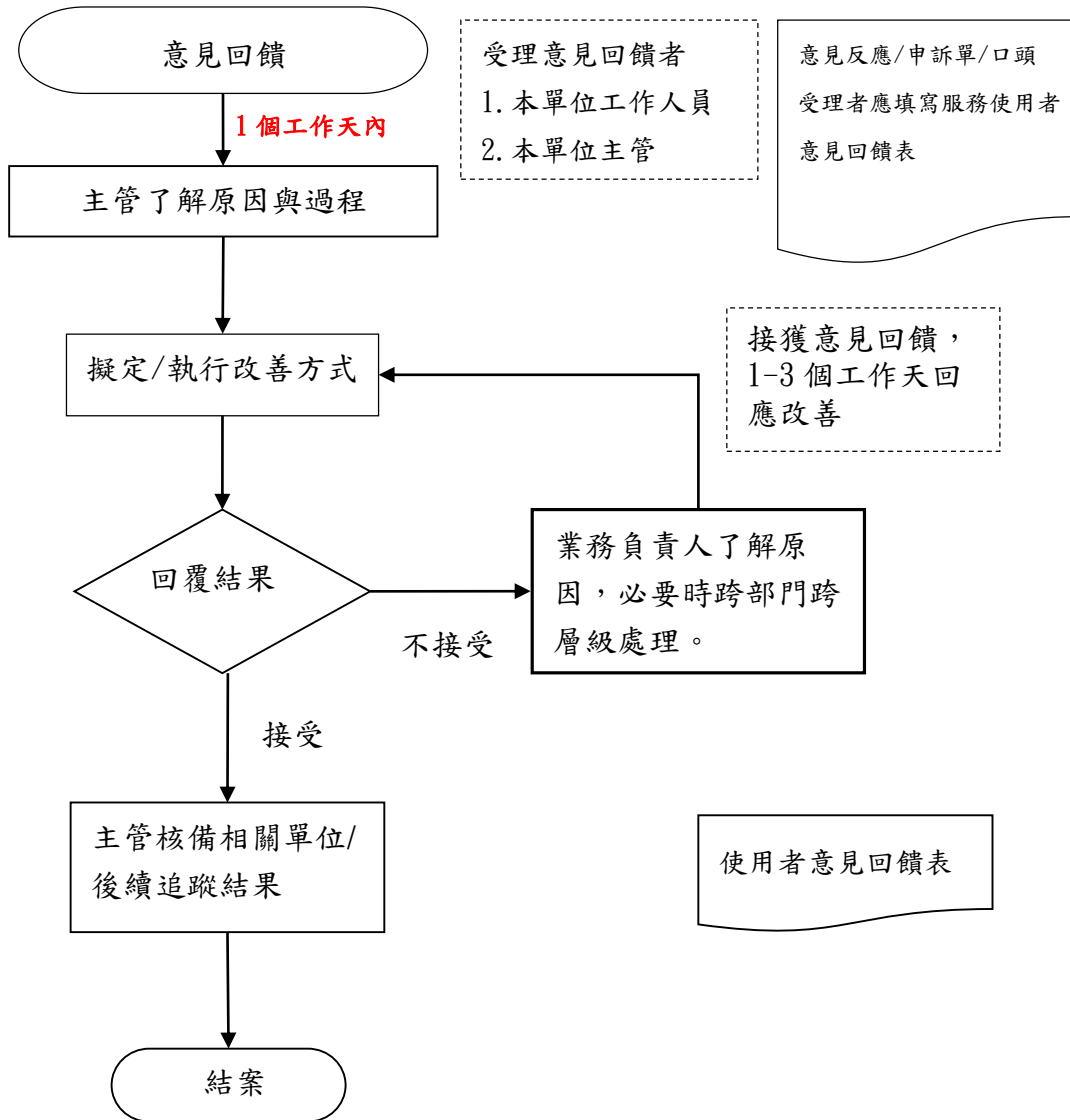 意見回饋
受理意見回饋者
1.本單位工作人員
2.本單位主管
意見反應/申訴單/口頭
受理者應填寫服務使用者
意見回饋表
1個工作天內
主管了解原因與過程
擬定/執行改善方式
接獲意見回饋，
1-3個工作天回
應改善
回覆結果
不接受
業務負責人了解原
因，必要時跨部門跨
層級處理。
接受
主管核備相關單位/
後續追蹤結果
使用者意見回饋表
結案